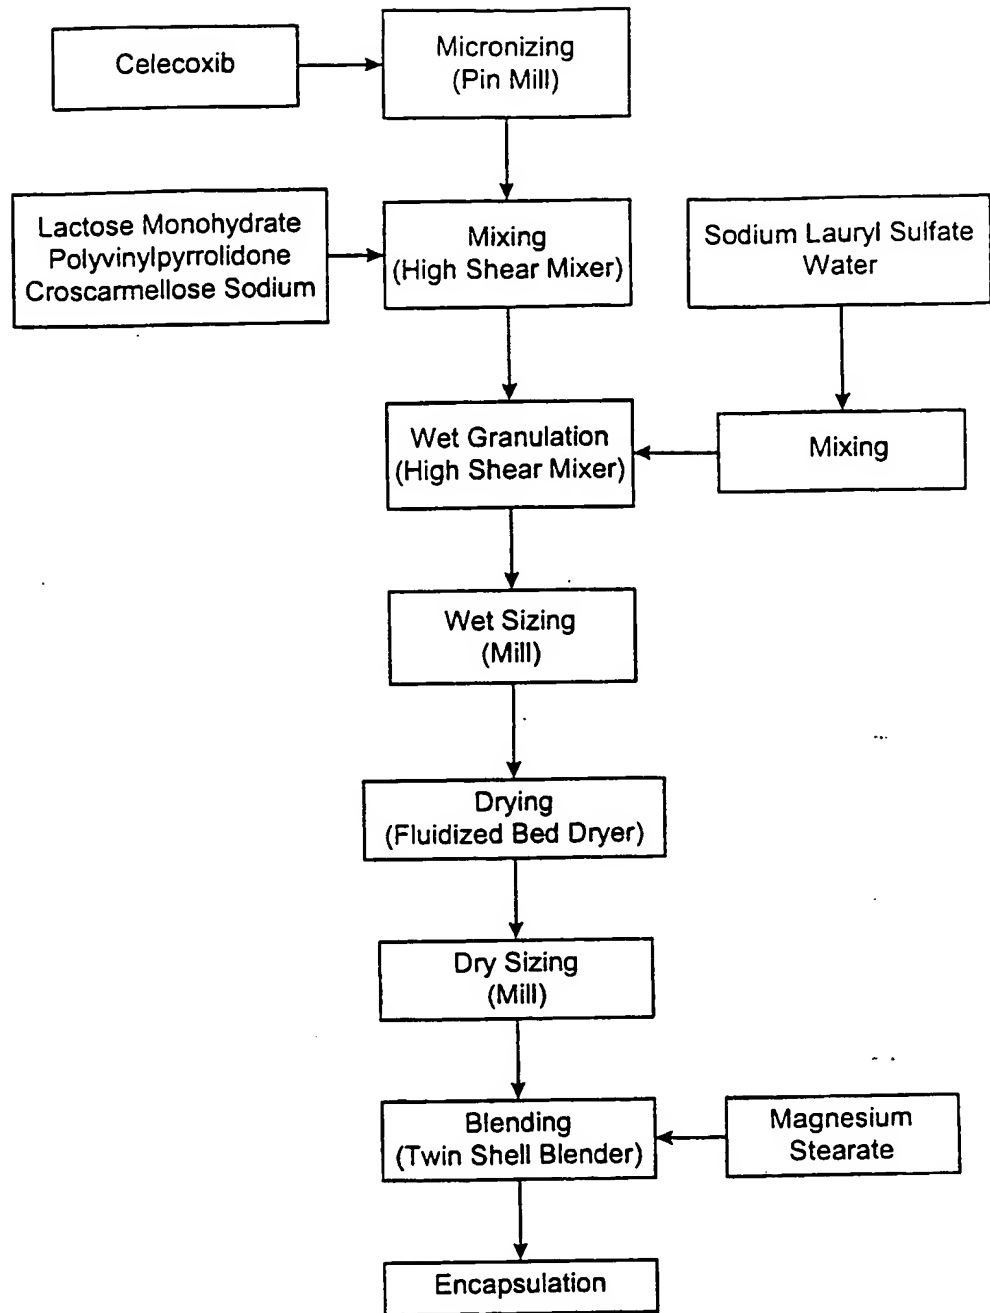 Celecoxib
Micronizing
(Pin Mill)
Lactose Monohydrate
Polyvinylpyrrolidone
Croscarmellose Sodium
Mixing
(High Shear Mixer)
Sodium Lauryl Sulfate
Water
Wet Granulation
(High Shear Mixer)
Mixing
Wet Sizing
(Mill)
Drying
(Fluidized Bed Dryer)
Dry Sizing
(Mill)
Blending
(Twin Shell Blender)
Magnesium
Stearate
Encapsulation